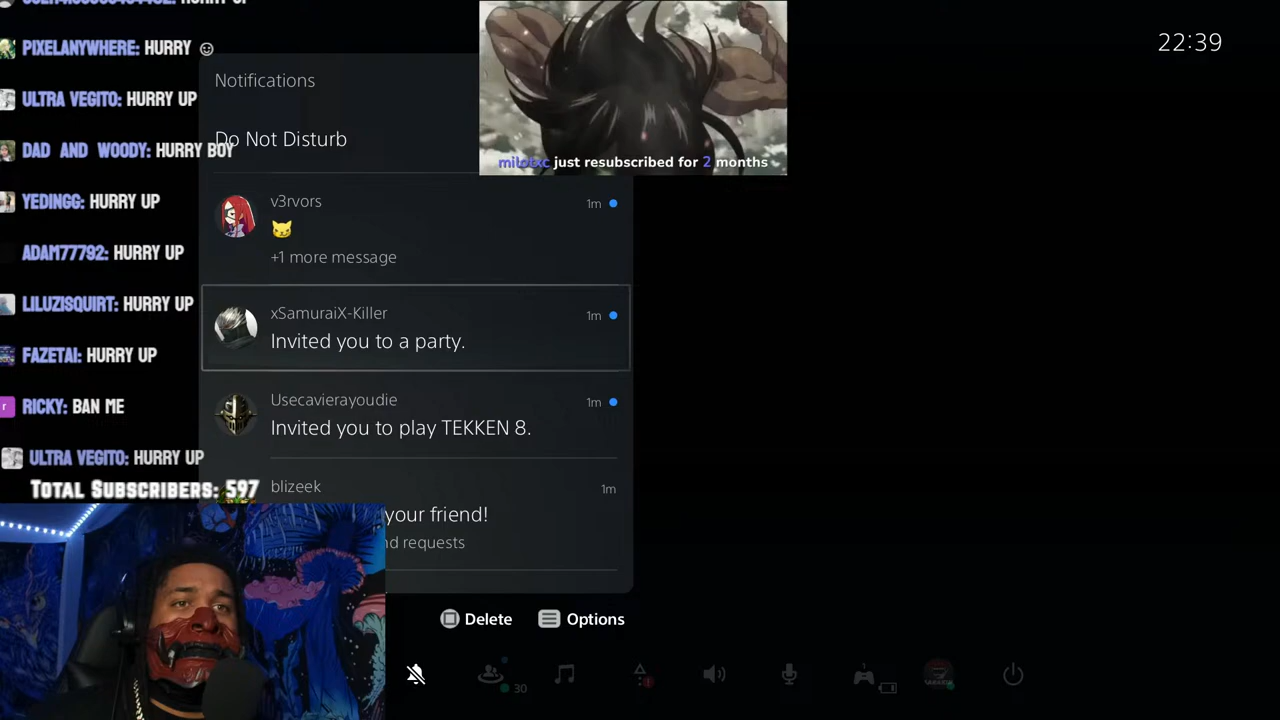 PIXELANYWHERE: HURRY
ULTRA VEGITO: HURRY UP
DAD AND WOODY: HURRY BOY
YEDINGG: HURRY UP
ADAM77792: HURRY UP
LILUZISQUIRT: HURRY UP
FAZETAI: HURRY UP
RICKY: BAN ME
ULTRA VEGITO: HURRY UP
TOTAL SUBSCRIBERS: 597
Notifications
Do Not Disturb
v3rvors
1m
+1 more message
xSamuraiX-Killer
1m
Invited you to a party.
Usecavierayoudie
1m
Invited you to play TEKKEN 8.
blizeek
1m
your friend!
requests
Delete
Options
30
1
milotxc just resubscribed for 2 months
22:39